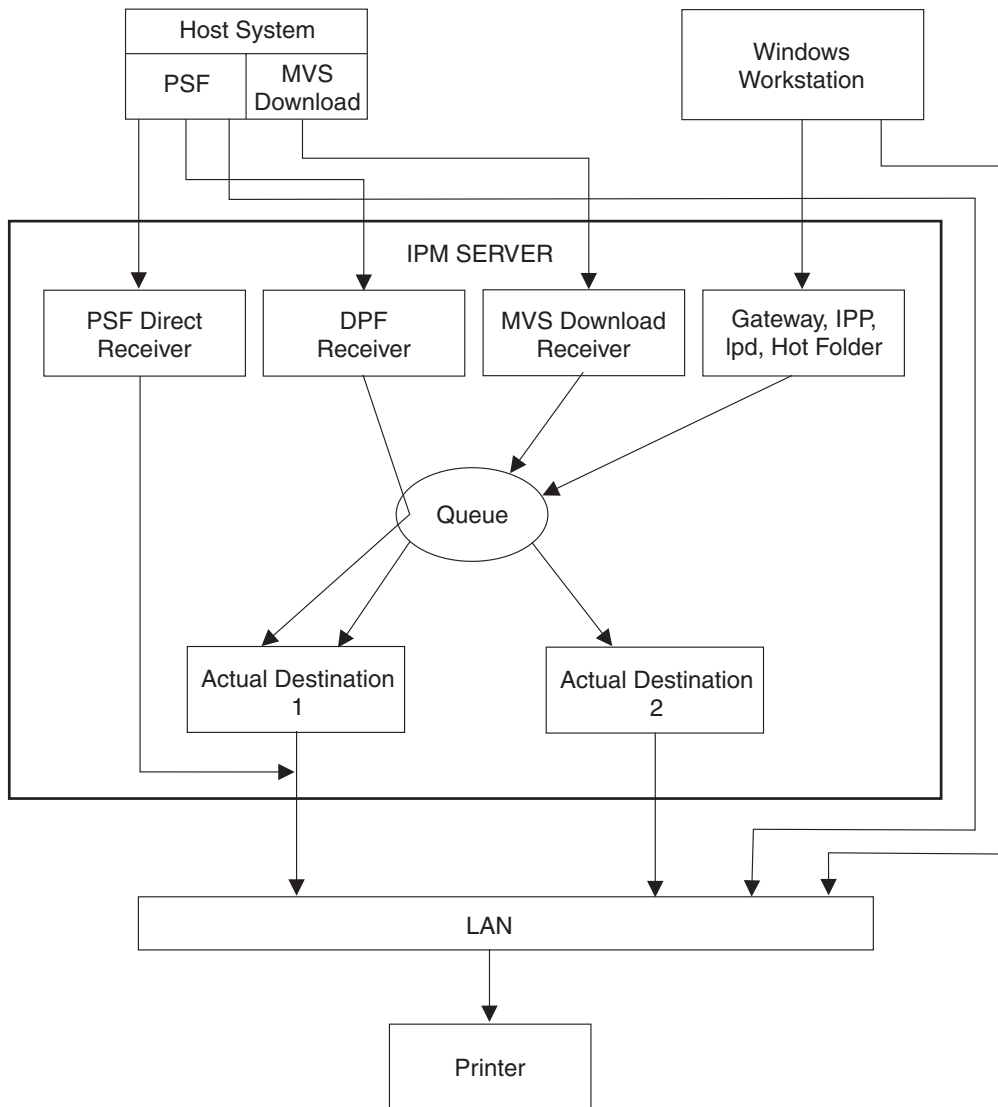 Host System
PSF
MVS
Download
Windows
Workstation
IPM SERVER
PSF Direct
Receiver
DPF
Receiver
MVS Download
Receiver
Gateway, IPP,
lpd, Hot Folder
Queue
Actual Destination
1
Actual Destination
2
LAN
Printer